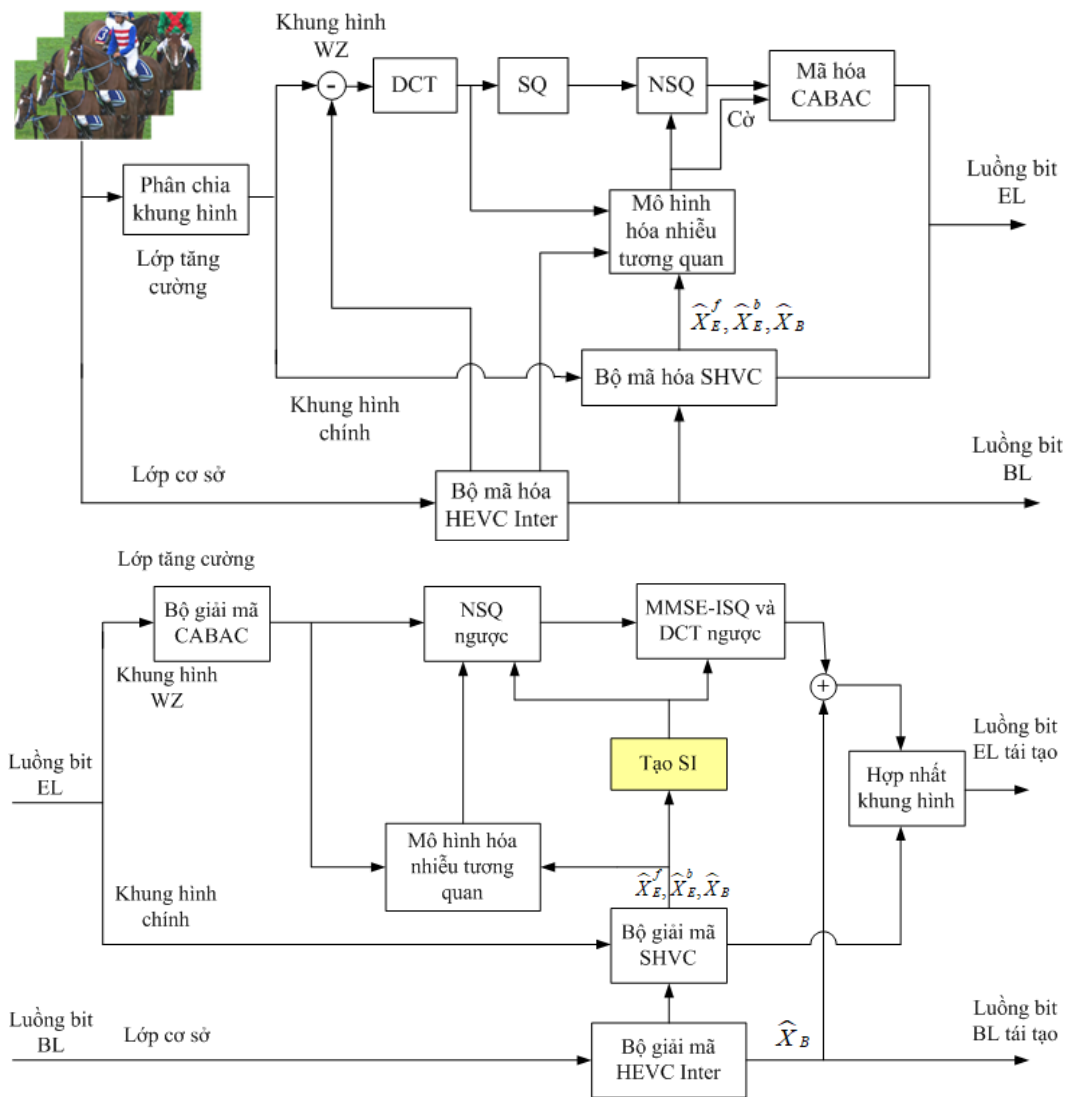 Khung hình
WZ
-
DCT
SQ
NSQ
Mã hóa
CABAC
Cờ
Phân chia
khung hình
Lớp tăng
cường
Mô hình
hóa nhiễu
tương quan
Luồng bit
EL
X̂_E^f, X̂_E^b, X̂_B
Bộ mã hóa SHVC
Khung hình
chính
Lớp cơ sở
Bộ mã hóa
HEVC Inter
Luồng bit
BL
Lớp tăng cường
Bộ giải mã
CABAC
NSQ
ngược
MMSE-ISQ và
DCT ngược
Khung hình
WZ
+
Luồng bit
EL
Tạo SI
Luồng bit
EL tái tạo
Hợp nhất
khung hình
Mô hình hóa
nhiễu tương
quan
X̂_E^f, X̂_E^b, X̂_B
Khung hình
chính
Bộ giải mã
SHVC
Luồng bit
BL
Lớp cơ sở
Bộ giải mã
HEVC Inter
X̂_B
Luồng bit
BL tái tạo